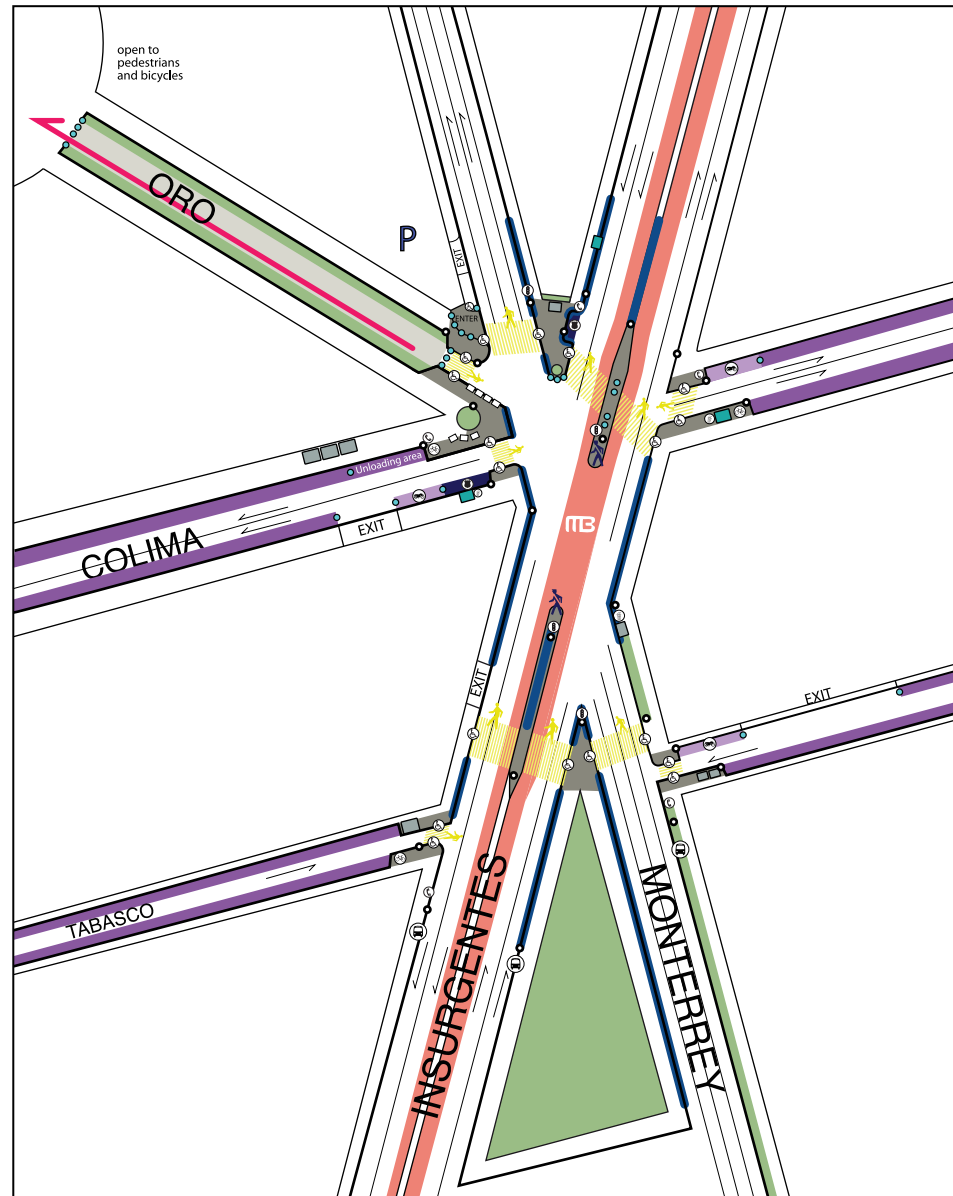 open to
pedestrians
and bicycles
ORO
P
EXIT
ENTER
Unloading area
EXIT
COLIMA
MB
EXIT
EXIT
TABASCO
INSURGENTES
MONTERREY